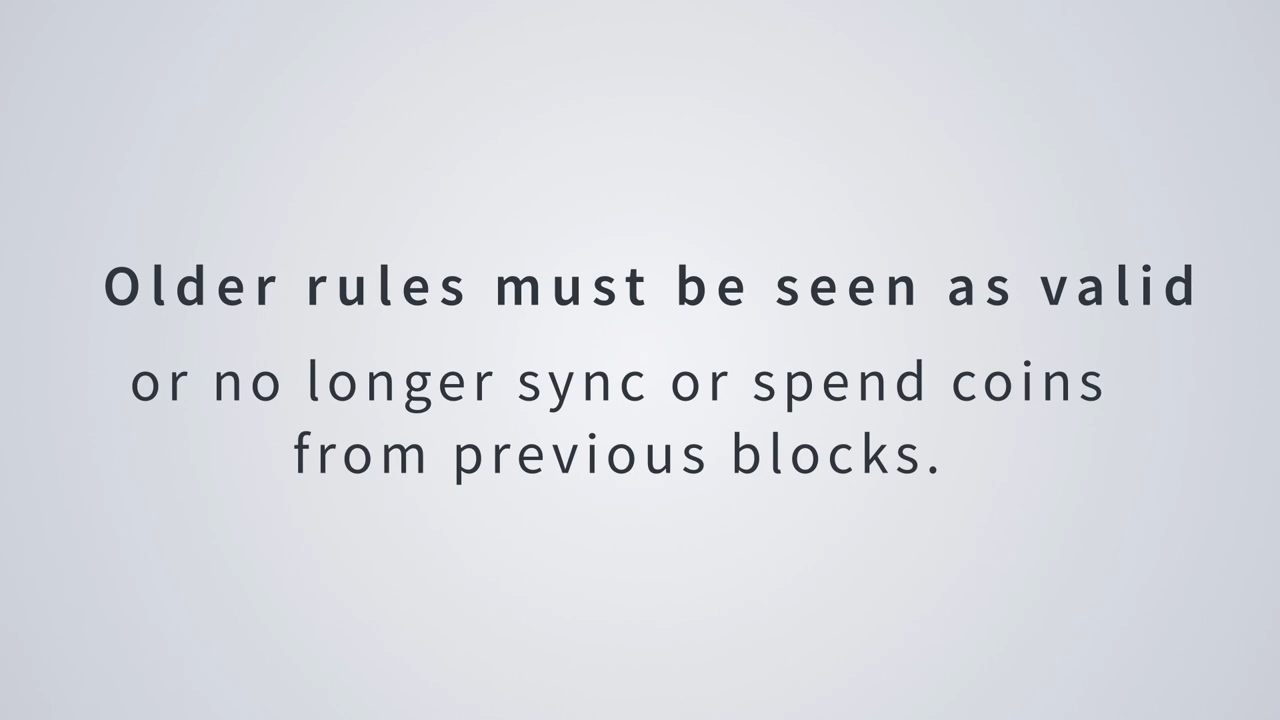 Older rules must be seen as valid
or no longer sync or spend coins
from previous blocks.